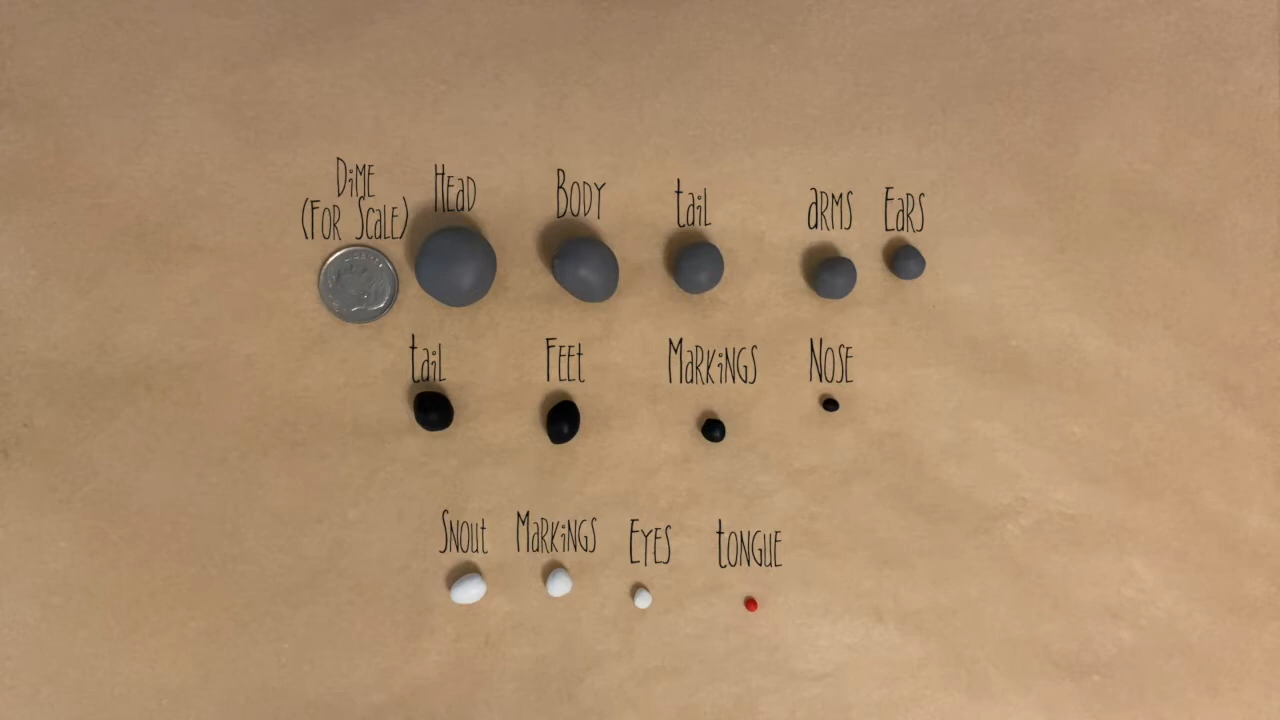 DiME
(FOR SCALE)
HEaD
BODY
taiL
aRMS
EaRS
taiL
FEEt
MaRKiNGS
NOSE
SNOUt
MaRKiNGS
EYES
tONGUE